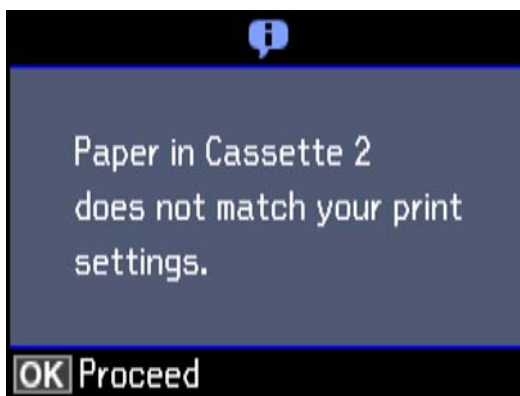 Paper in Cassette 2
does not match your print
settings.
OK Proceed